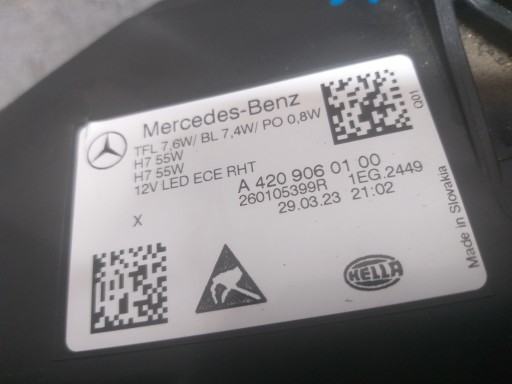 Mercedes-Benz
TFL 7,6W/ BL 7,4W/ PO 0,8W
H7 55W
H7 55W
12V LED ECE RHT
A 420 906 01 00
260105399R 1EG.2449
29.03.23 21:02
X
Q01
Made in Slovakia
HELLA